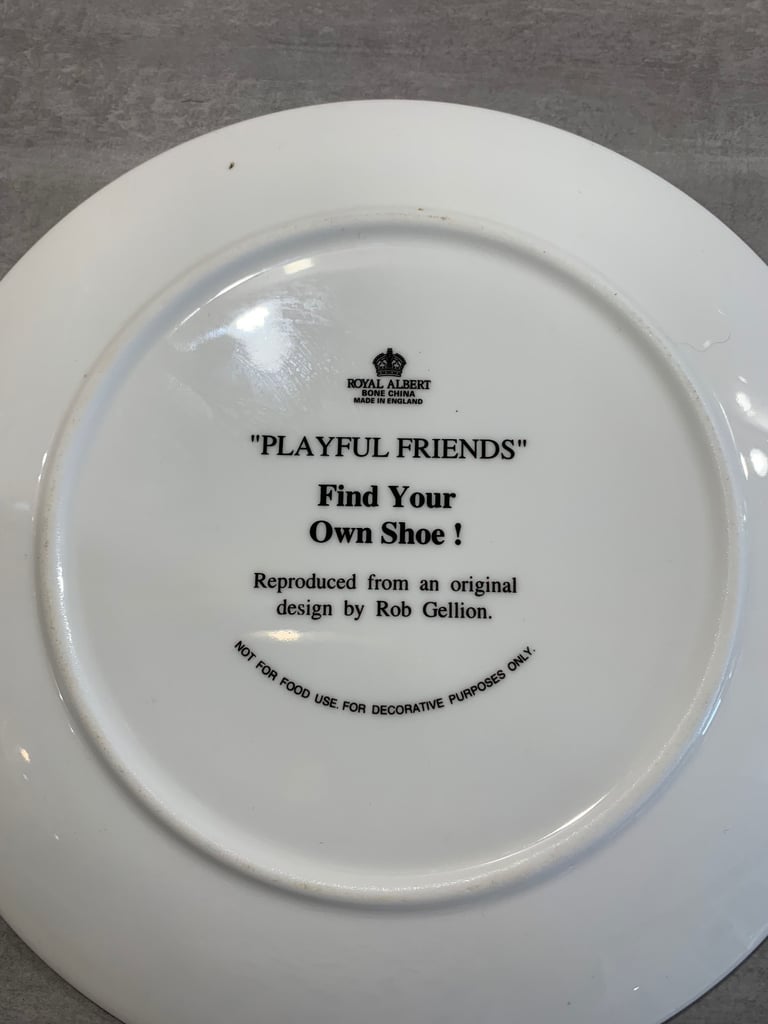 ROYAL ALBERT
BONE CHINA
MADE IN ENGLAND
"PLAYFUL FRIENDS"
Find Your
Own Shoe !
Reproduced from an original
design by Rob Gellion.
NOT FOR FOOD USE. FOR DECORATIVE PURPOSES ONLY.